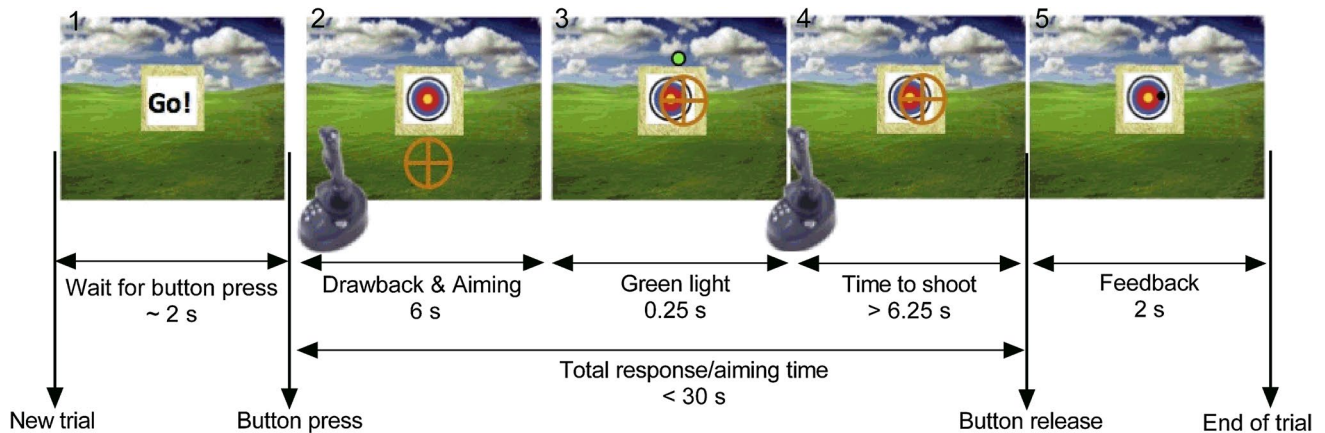 1
2
3
4
5
Go!
Wait for button press
~ 2 s
Drawback & Aiming
6 s
Green light
0.25 s
Time to shoot
> 6.25 s
Feedback
2 s
Total response/aiming time
< 30 s
New trial
Button press
Button release
End of trial